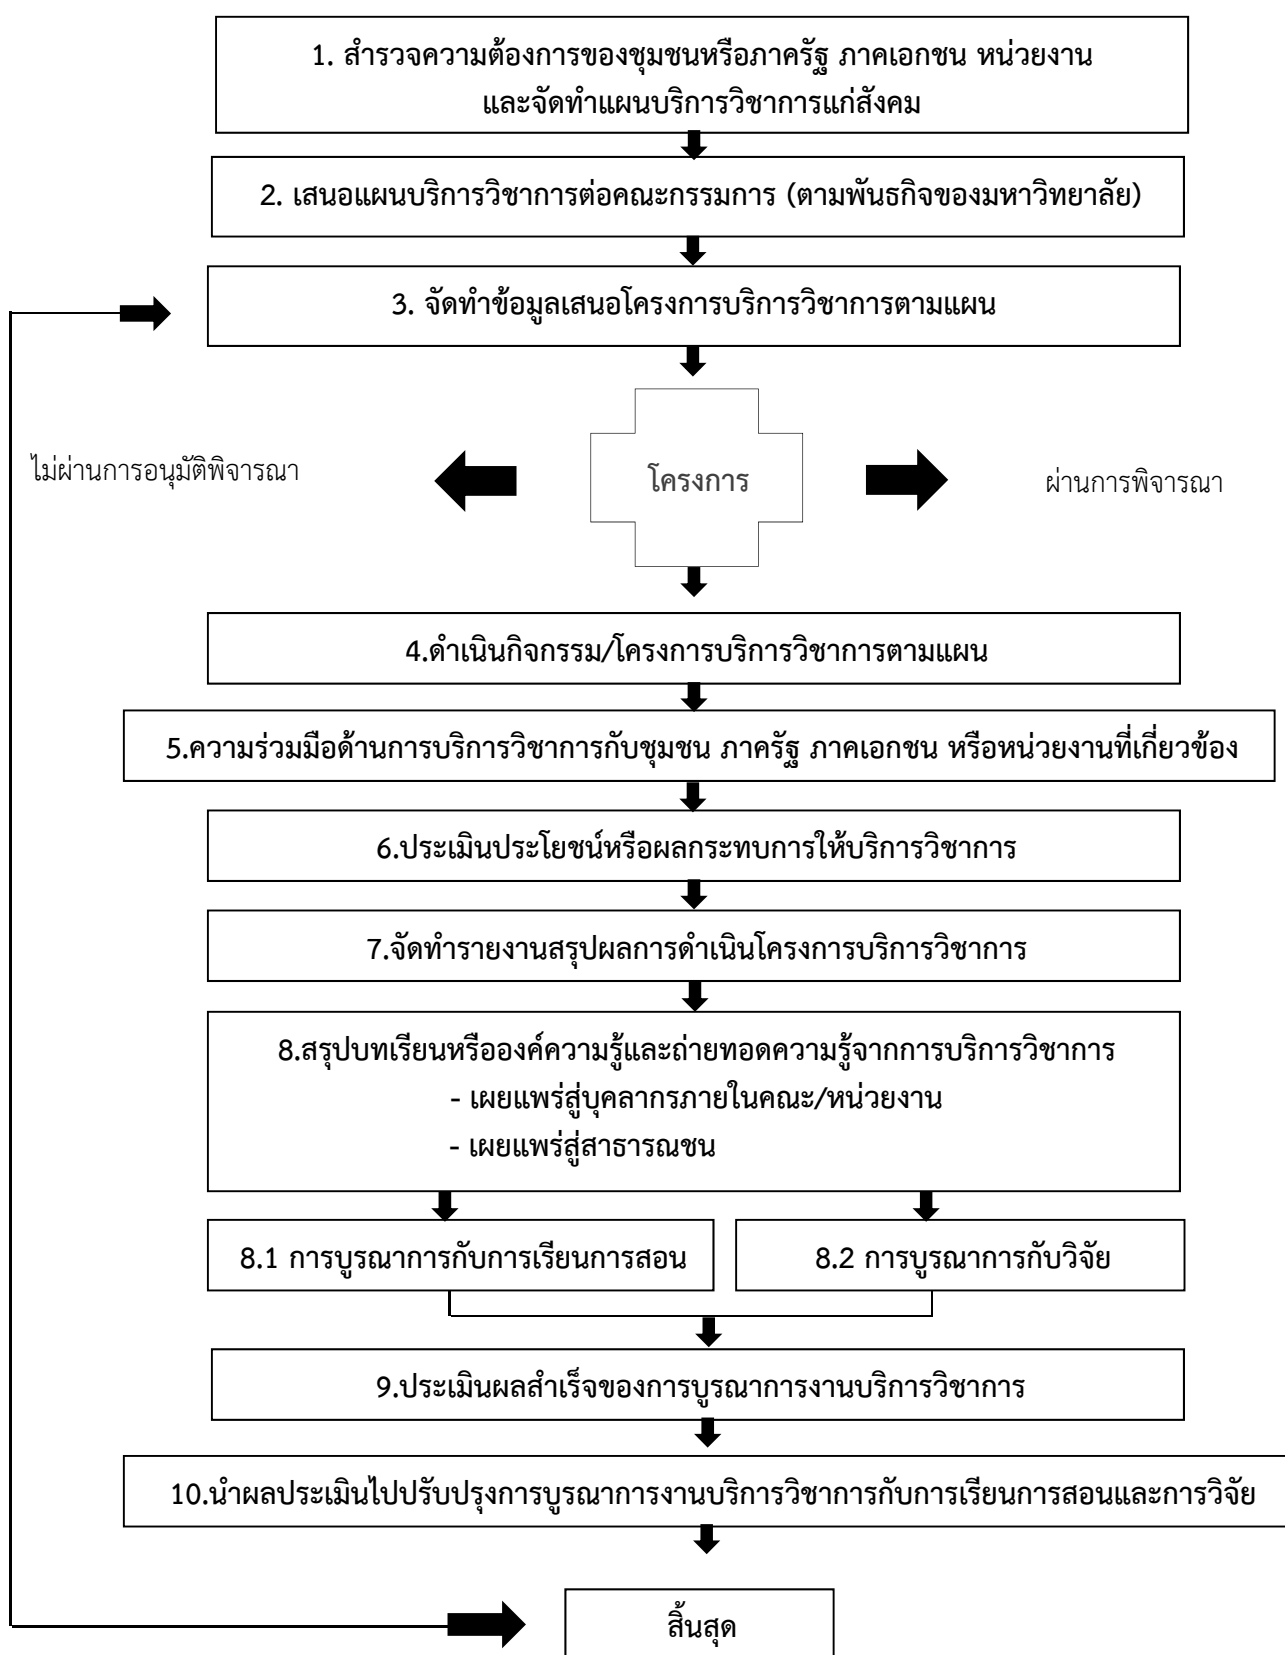 1. สำรวจความต้องการของชุมชนหรือภาครัฐ ภาคเอกชน หน่วยงาน
และจัดทำแผนบริการวิชาการแก่สังคม
2. เสนอแผนบริการวิชาการต่อคณะกรรมการ (ตามพันธกิจของมหาวิทยาลัย)
3. จัดทำข้อมูลเสนอโครงการบริการวิชาการตามแผน
ไม่ผ่านการอนุมัติพิจารณา
โครงการ
ผ่านการพิจารณา
4.ดำเนินกิจกรรม/โครงการบริการวิชาการตามแผน
5.ความร่วมมือด้านการบริการวิชาการกับชุมชน ภาครัฐ ภาคเอกชน หรือหน่วยงานที่เกี่ยวข้อง
6.ประเมินประโยชน์หรือผลกระทบการให้บริการวิชาการ
7.จัดทำรายงานสรุปผลการดำเนินโครงการบริการวิชาการ
8.สรุปบทเรียนหรือองค์ความรู้และถ่ายทอดความรู้จากการบริการวิชาการ
- เผยแพร่สู่บุคลากรภายในคณะ/หน่วยงาน
- เผยแพร่สู่สาธารณชน
8.1 การบูรณาการกับการเรียนการสอน
8.2 การบูรณาการกับวิจัย
9.ประเมินผลสำเร็จของการบูรณาการงานบริการวิชาการ
10.นำผลประเมินไปปรับปรุงการบูรณาการงานบริการวิชาการกับการเรียนการสอนและการวิจัย
สิ้นสุด